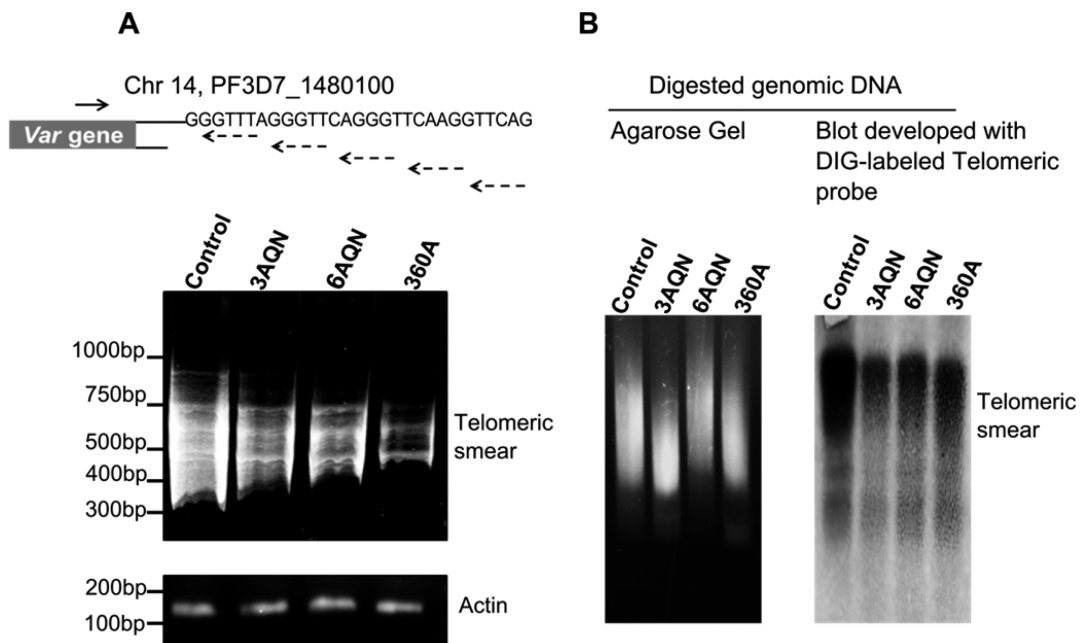 A
Chr 14, PF3D7_1480100
GGGTTTAGGGTTCAGGGTTCAAGGTTCAG
Var gene
Control
3AQN
6AQN
360A
1000bp
750bp
500bp
400bp
300bp
Telomeric
smear
200bp
100bp
Actin
B
Digested genomic DNA
Agarose Gel
Blot developed with
DIG-labeled Telomeric
probe
Control
3AQN
6AQN
360A
Control
3AQN
6AQN
360A
Telomeric
smear